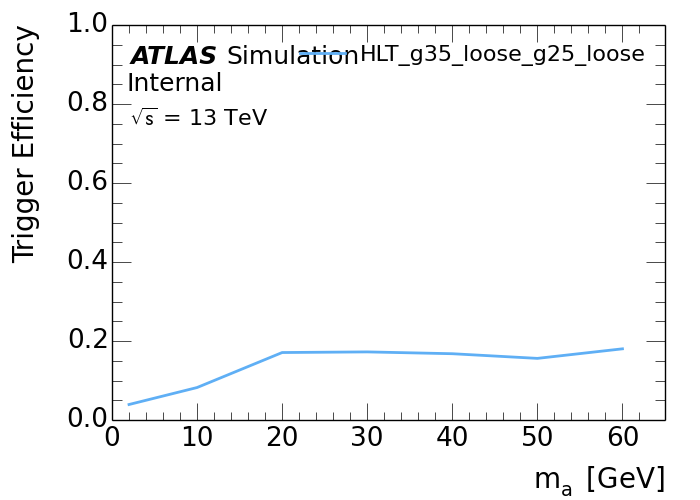 Trigger Efficiency
1.0
0.8
0.6
0.4
0.2
0.0
ATLAS Simulation
Internal
√s = 13 TeV
HLT_g35_loose_g25_loose
0 10 20 30 40 50 60
mₐ [GeV]